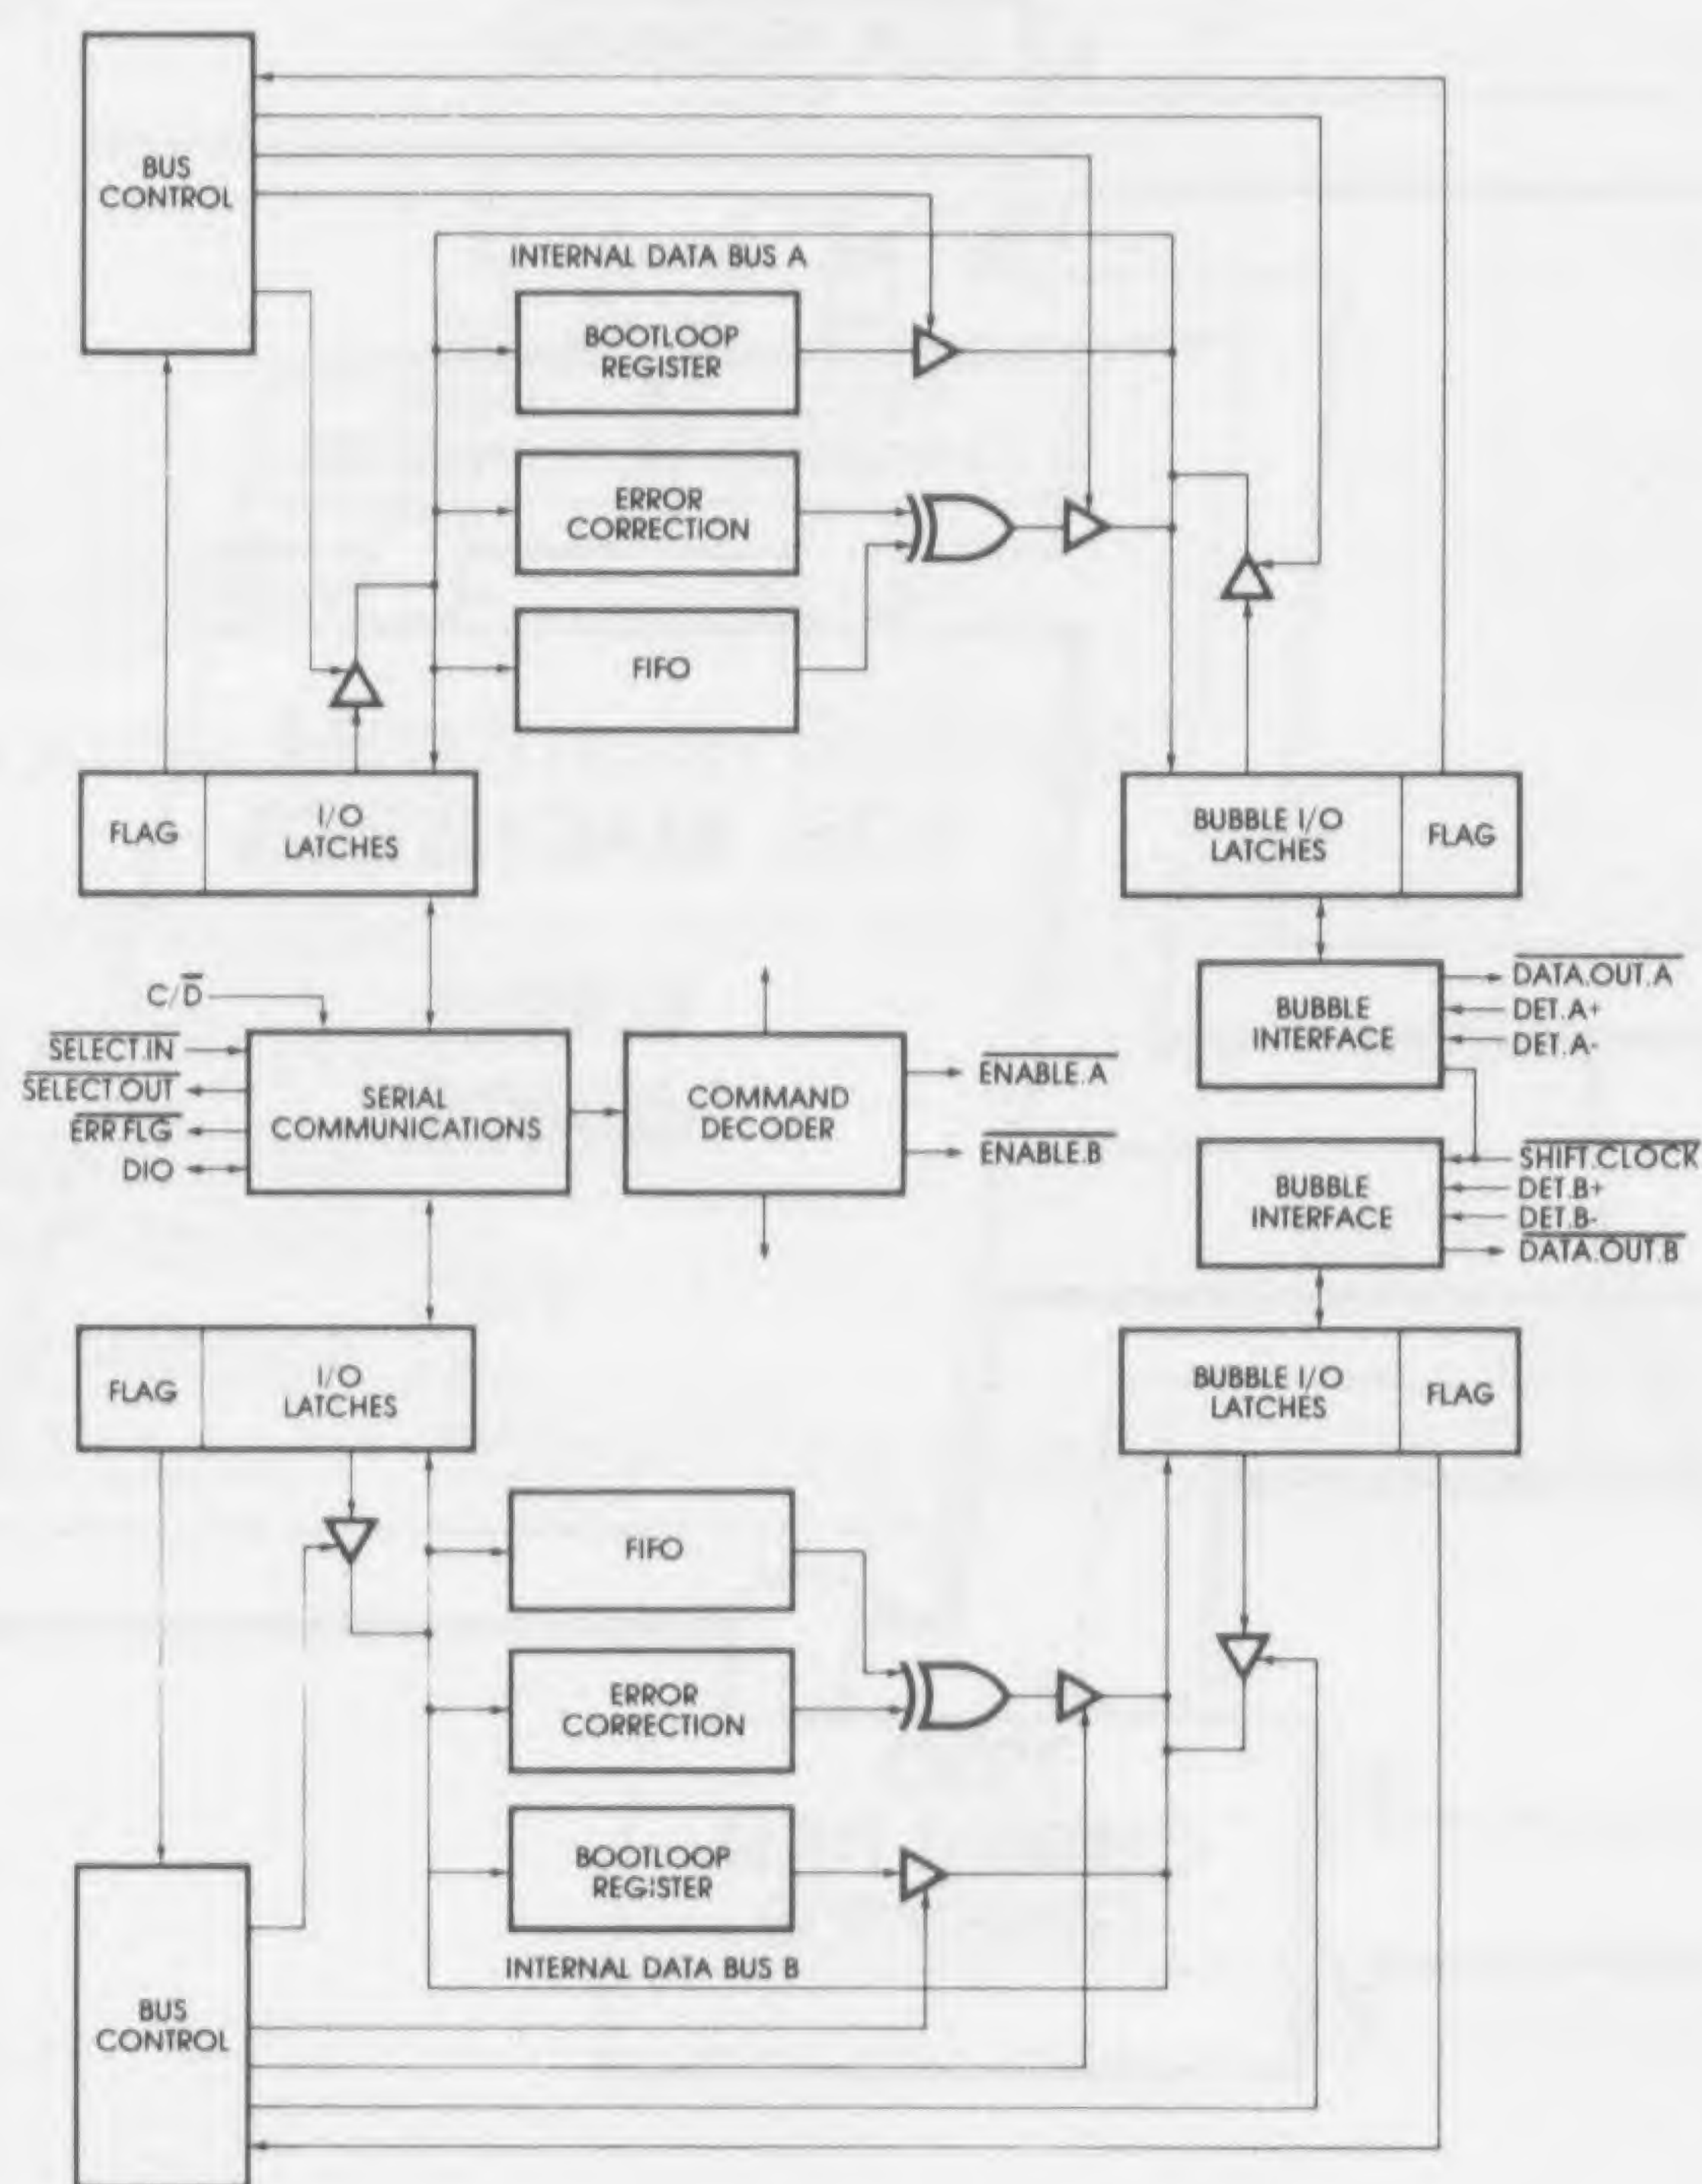 BUS
CONTROL
INTERNAL DATA BUS A
BOOTLOOP
REGISTER
ERROR
CORRECTION
FIFO
FLAG
I/O
LATCHES
BUBBLE I/O
LATCHES
FLAG
C/D̅
SELECT.IN
SELECT.OUT
ERR.FLG
DIO
SERIAL
COMMUNICATIONS
COMMAND
DECODER
ENABLE.A
ENABLE.B
BUBBLE
INTERFACE
DATA.OUT.A
DET.A+
DET.A-
BUBBLE
INTERFACE
SHIFT.CLOCK
DET.B+
DET.B-
DATA.OUT.B
FLAG
I/O
LATCHES
BUBBLE I/O
LATCHES
FLAG
FIFO
ERROR
CORRECTION
BOOTLOOP
REGISTER
INTERNAL DATA BUS B
BUS
CONTROL